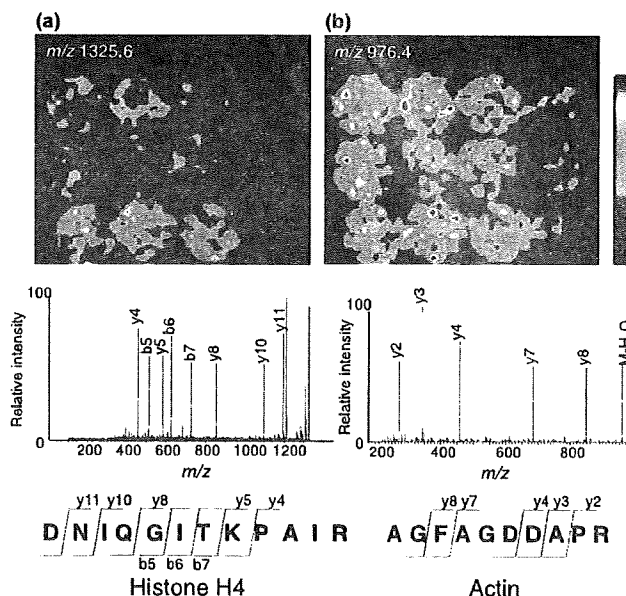 (a)
(b)
m/z 1325.6
m/z 976.4
100
Relative intensity
0
y4
b5
y5
b6
b7
y8
y10
y11
200 400 600 800 1000 1200
m/z
100
Relative intensity
0
y2
y3
y4
y7
y8
200 400 600 800
m/z
y11 y10 y8 y5 y4
DNIQGITKPAIR
b5 b6 b7
Histone H4
y8 y7 y4 y3 y2
AGFAGDDAPR
Actin